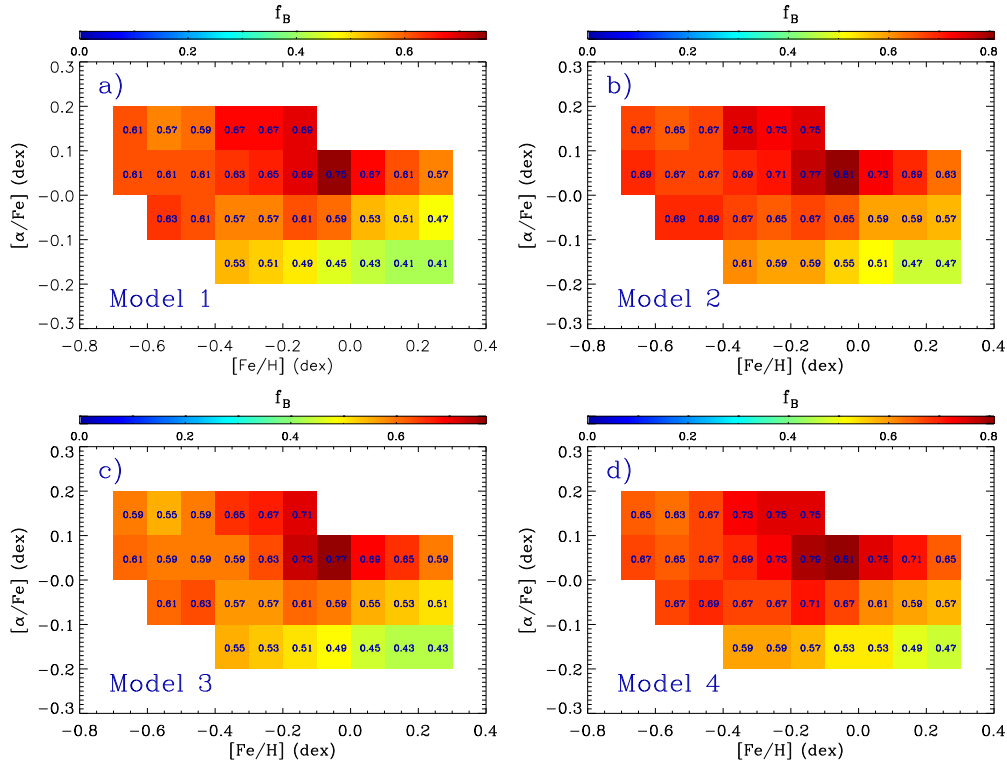 f_B
f_B
0.0 0.2 0.4 0.6
0.0 0.2 0.4 0.6 0.8
a)
0.3
0.2
0.1
-0.0
-0.1
-0.2
-0.3
[α/Fe] (dex)
0.61 0.57 0.59 0.67 0.67 0.69
0.61 0.61 0.61 0.63 0.65 0.69 0.75 0.67 0.61 0.57
0.63 0.61 0.57 0.57 0.61 0.59 0.53 0.51 0.47
0.53 0.51 0.49 0.45 0.43 0.41 0.41
Model 1
-0.8 -0.6 -0.4 -0.2 0.0 0.2 0.4
[Fe/H] (dex)
b)
0.3
0.2
0.1
-0.0
-0.1
-0.2
-0.3
[α/Fe] (dex)
0.67 0.65 0.67 0.75 0.73 0.75
0.69 0.67 0.67 0.69 0.71 0.77 0.81 0.73 0.69 0.63
0.69 0.69 0.67 0.65 0.67 0.65 0.59 0.59 0.57
0.61 0.59 0.59 0.55 0.51 0.47 0.47
Model 2
-0.8 -0.6 -0.4 -0.2 0.0 0.2 0.4
[Fe/H] (dex)
f_B
f_B
0.0 0.2 0.4 0.6
0.0 0.2 0.4 0.6 0.8
c)
0.3
0.2
0.1
-0.0
-0.1
-0.2
-0.3
[α/Fe] (dex)
0.59 0.55 0.59 0.65 0.67 0.71
0.61 0.59 0.59 0.59 0.63 0.73 0.77 0.69 0.65 0.59
0.61 0.63 0.57 0.57 0.61 0.59 0.55 0.53 0.51
0.55 0.53 0.51 0.49 0.45 0.43 0.43
Model 3
-0.8 -0.6 -0.4 -0.2 0.0 0.2 0.4
[Fe/H] (dex)
d)
0.3
0.2
0.1
-0.0
-0.1
-0.2
-0.3
[α/Fe] (dex)
0.65 0.63 0.67 0.73 0.75 0.75
0.67 0.65 0.67 0.69 0.73 0.79 0.81 0.75 0.71 0.65
0.67 0.69 0.67 0.67 0.71 0.67 0.61 0.59 0.57
0.59 0.59 0.57 0.53 0.53 0.49 0.47
Model 4
-0.8 -0.6 -0.4 -0.2 0.0 0.2 0.4
[Fe/H] (dex)